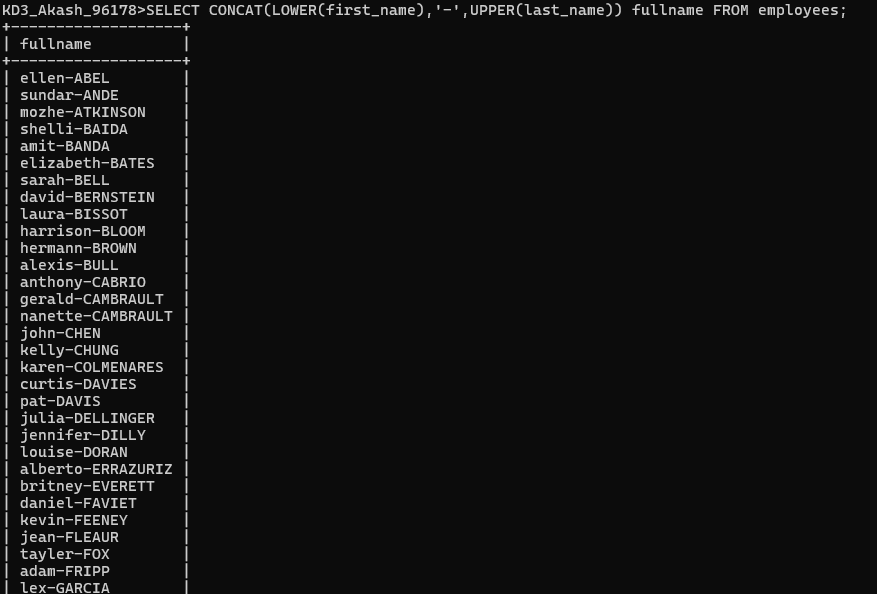 KD3_Akash_96178>SELECT CONCAT(LOWER(first_name),'-',UPPER(last_name)) fullname FROM employees;
+-------------------+
| fullname          |
+-------------------+
| ellen-ABEL        |
| sundar-ANDE       |
| mozhe-ATKINSON    |
| shelli-BAIDA      |
| amit-BANDA        |
| elizabeth-BATES   |
| sarah-BELL        |
| david-BERNSTEIN   |
| laura-BISSOT      |
| harrison-BLOOM    |
| hermann-BROWN     |
| alexis-BULL       |
| anthony-CABRIO    |
| gerald-CAMBRAULT  |
| nanette-CAMBRAULT |
| john-CHEN         |
| kelly-CHUNG       |
| karen-COLMENARES  |
| curtis-DAVIES     |
| pat-DAVIS         |
| julia-DELLINGER   |
| jennifer-DILLY    |
| louise-DORAN      |
| alberto-ERRAZURIZ |
| britney-EVERETT   |
| daniel-FAVIET     |
| kevin-FEENEY      |
| jean-FLEAUR       |
| tayler-FOX        |
| adam-FRIPP        |
| lex-GARCIA        |